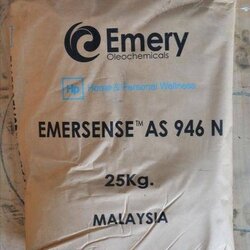 Emery
Oleochemicals
Hp Home & Personal Wellness
EMERSENSE™ AS 946 N
25Kg.
MALAYSIA